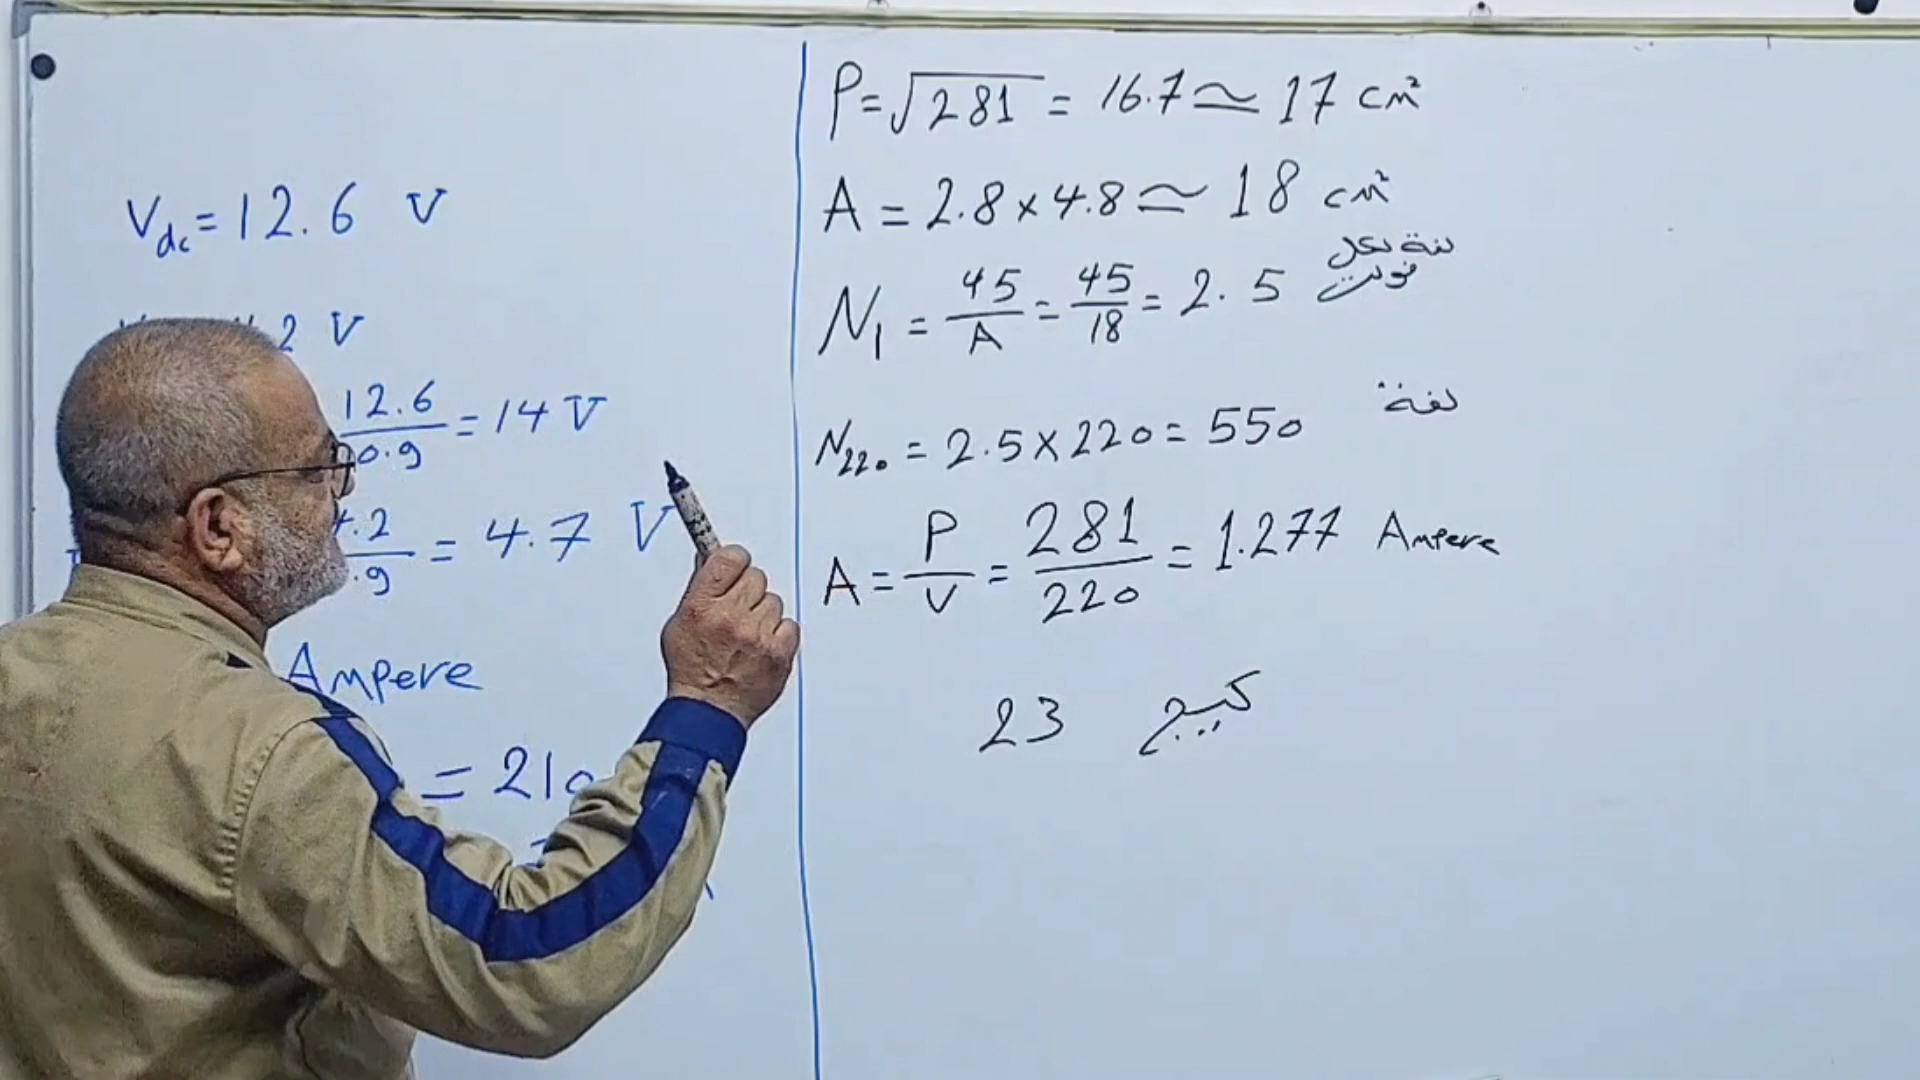 Vdc = 12.6 V
2 V
12.6/0.9 = 14 V
.2/.9 = 4.7 V
Ampere
= 210
P = √281 = 16.7 ≃ 17 cm²
A = 2.8 × 4.8 ≃ 18 cm²
N₁ = 45/A = 45/18 = 2.5 لفة لكل فولت
N₂₂₀ = 2.5 × 220 = 550 لفة
A = P/V = 281/220 = 1.277 Ampere
23 كيج